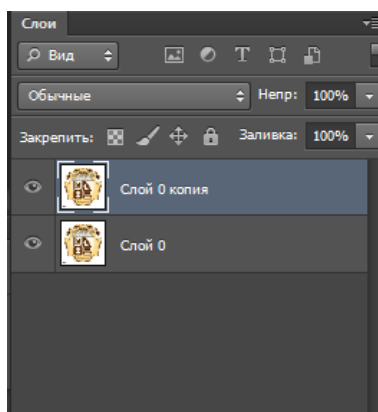 Слои
Вид
Обычные Непр: 100%
Закрепить: Заливка: 100%
Слой 0 копия
Слой 0